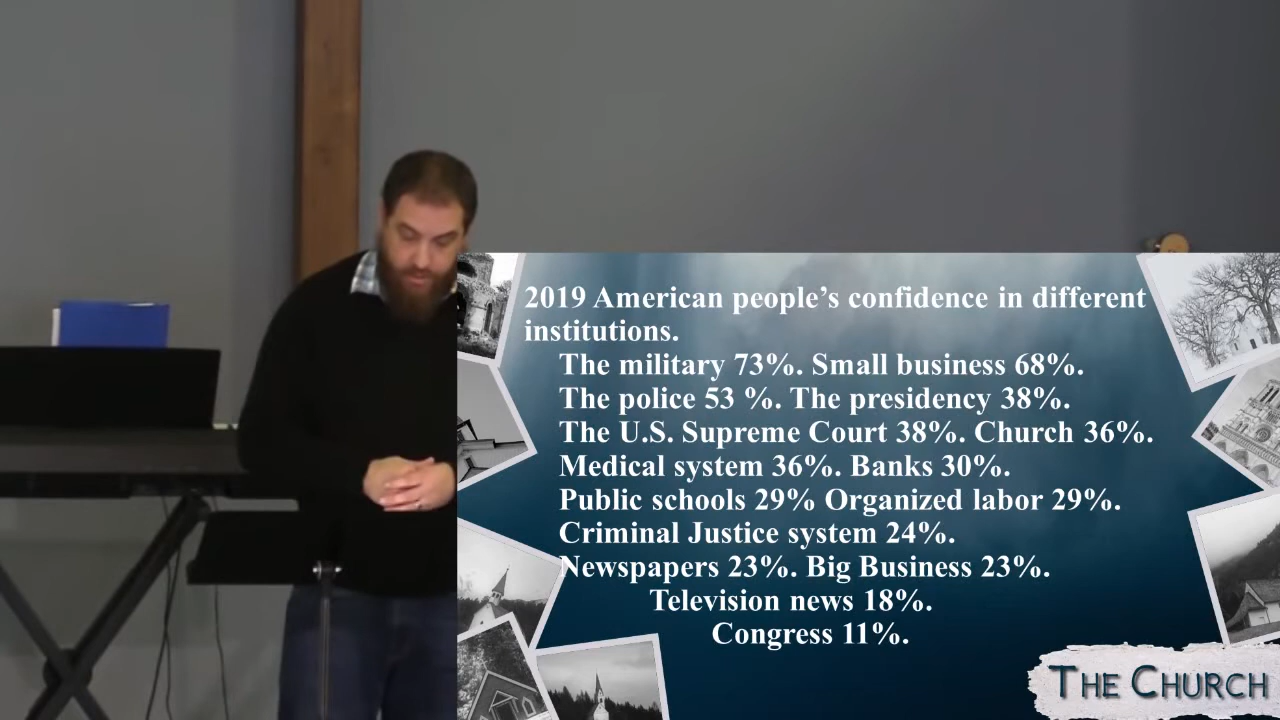 2019 American people’s confidence in different
institutions.
The military 73%. Small business 68%.
The police 53 %. The presidency 38%.
The U.S. Supreme Court 38%. Church 36%.
Medical system 36%. Banks 30%.
Public schools 29% Organized labor 29%.
Criminal Justice system 24%.
Newspapers 23%. Big Business 23%.
Television news 18%.
Congress 11%.
The Church